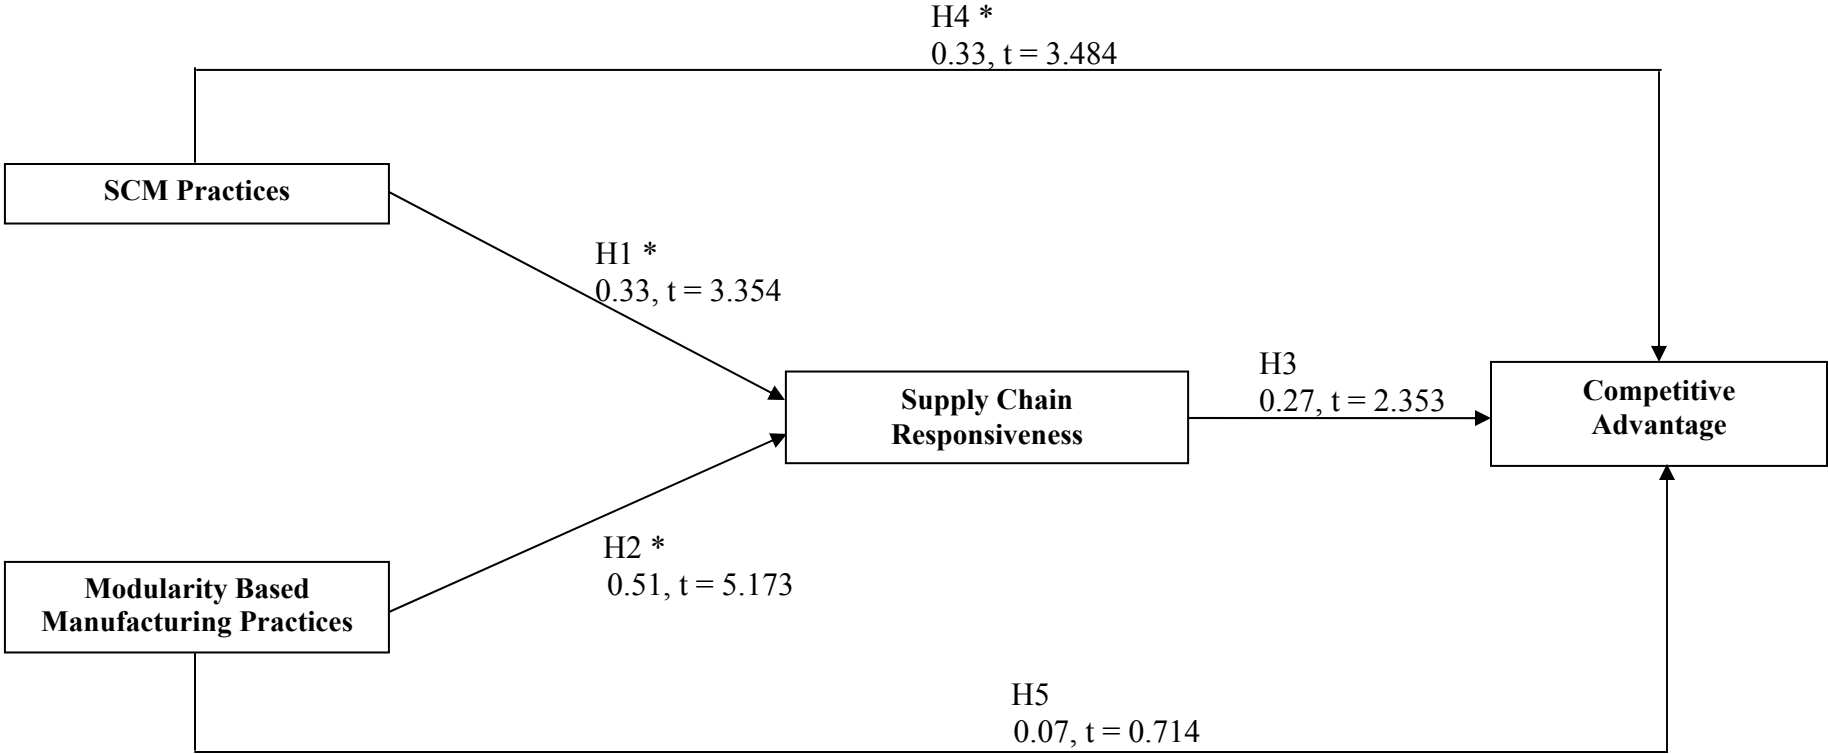 H4 *
0.33, t = 3.484
SCM Practices
H1 *
0.33, t = 3.354
H3
0.27, t = 2.353
Supply Chain
Responsiveness
Competitive
Advantage
H2 *
0.51, t = 5.173
Modularity Based
Manufacturing Practices
H5
0.07, t = 0.714